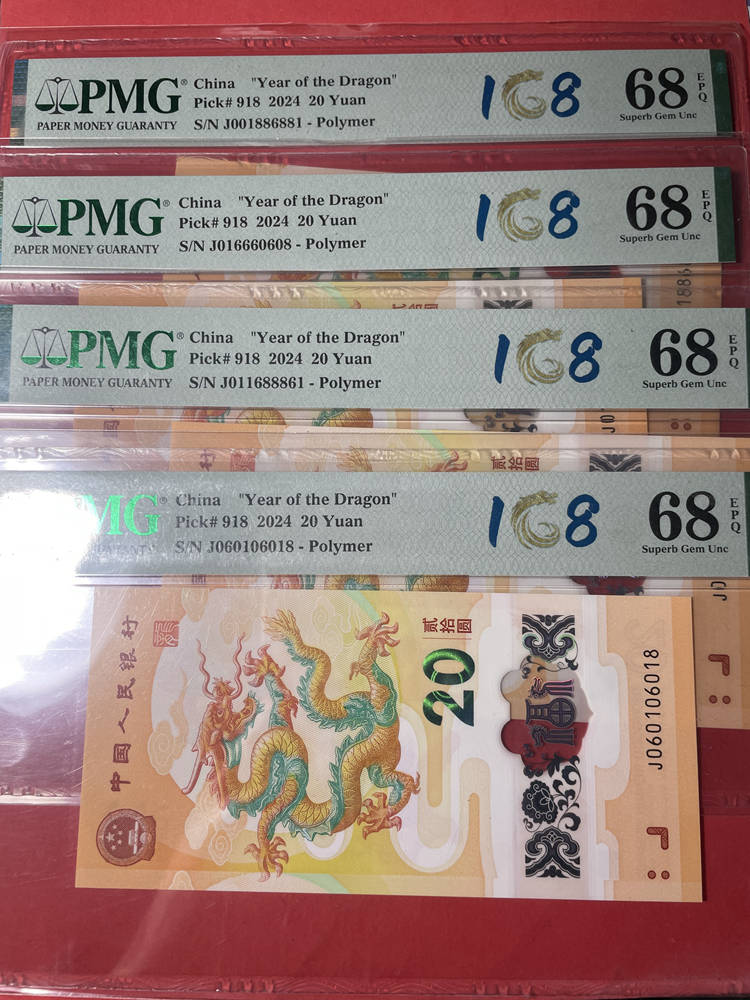 PMG®
PAPER MONEY GUARANTY
China "Year of the Dragon"
Pick# 918 2024 20 Yuan
S/N J001886881 - Polymer
168
68
EPQ
Superb Gem Unc
PMG®
PAPER MONEY GUARANTY
China "Year of the Dragon"
Pick# 918 2024 20 Yuan
S/N J016660608 - Polymer
168
68
EPQ
Superb Gem Unc
PMG®
PAPER MONEY GUARANTY
China "Year of the Dragon"
Pick# 918 2024 20 Yuan
S/N J011688861 - Polymer
168
68
EPQ
Superb Gem Unc
贰拾圆
PMG®
China "Year of the Dragon"
Pick# 918 2024 20 Yuan
S/N J060106018 - Polymer
168
68
EPQ
Superb Gem Unc
中国人民银行
贰拾圆
20
福
J060106018